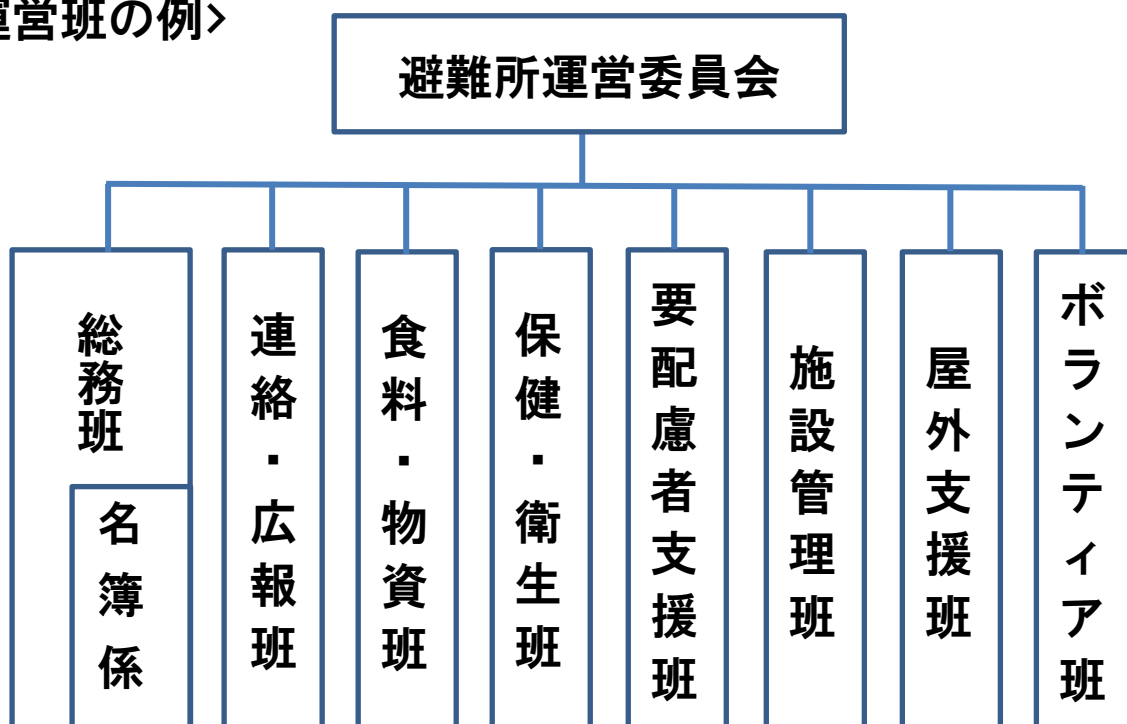 運営班の例>
避難所運営委員会
総務班
名簿係
連絡・広報班
食料・物資班
保健・衛生班
要配慮者支援班
施設管理班
屋外支援班
ボランティア班